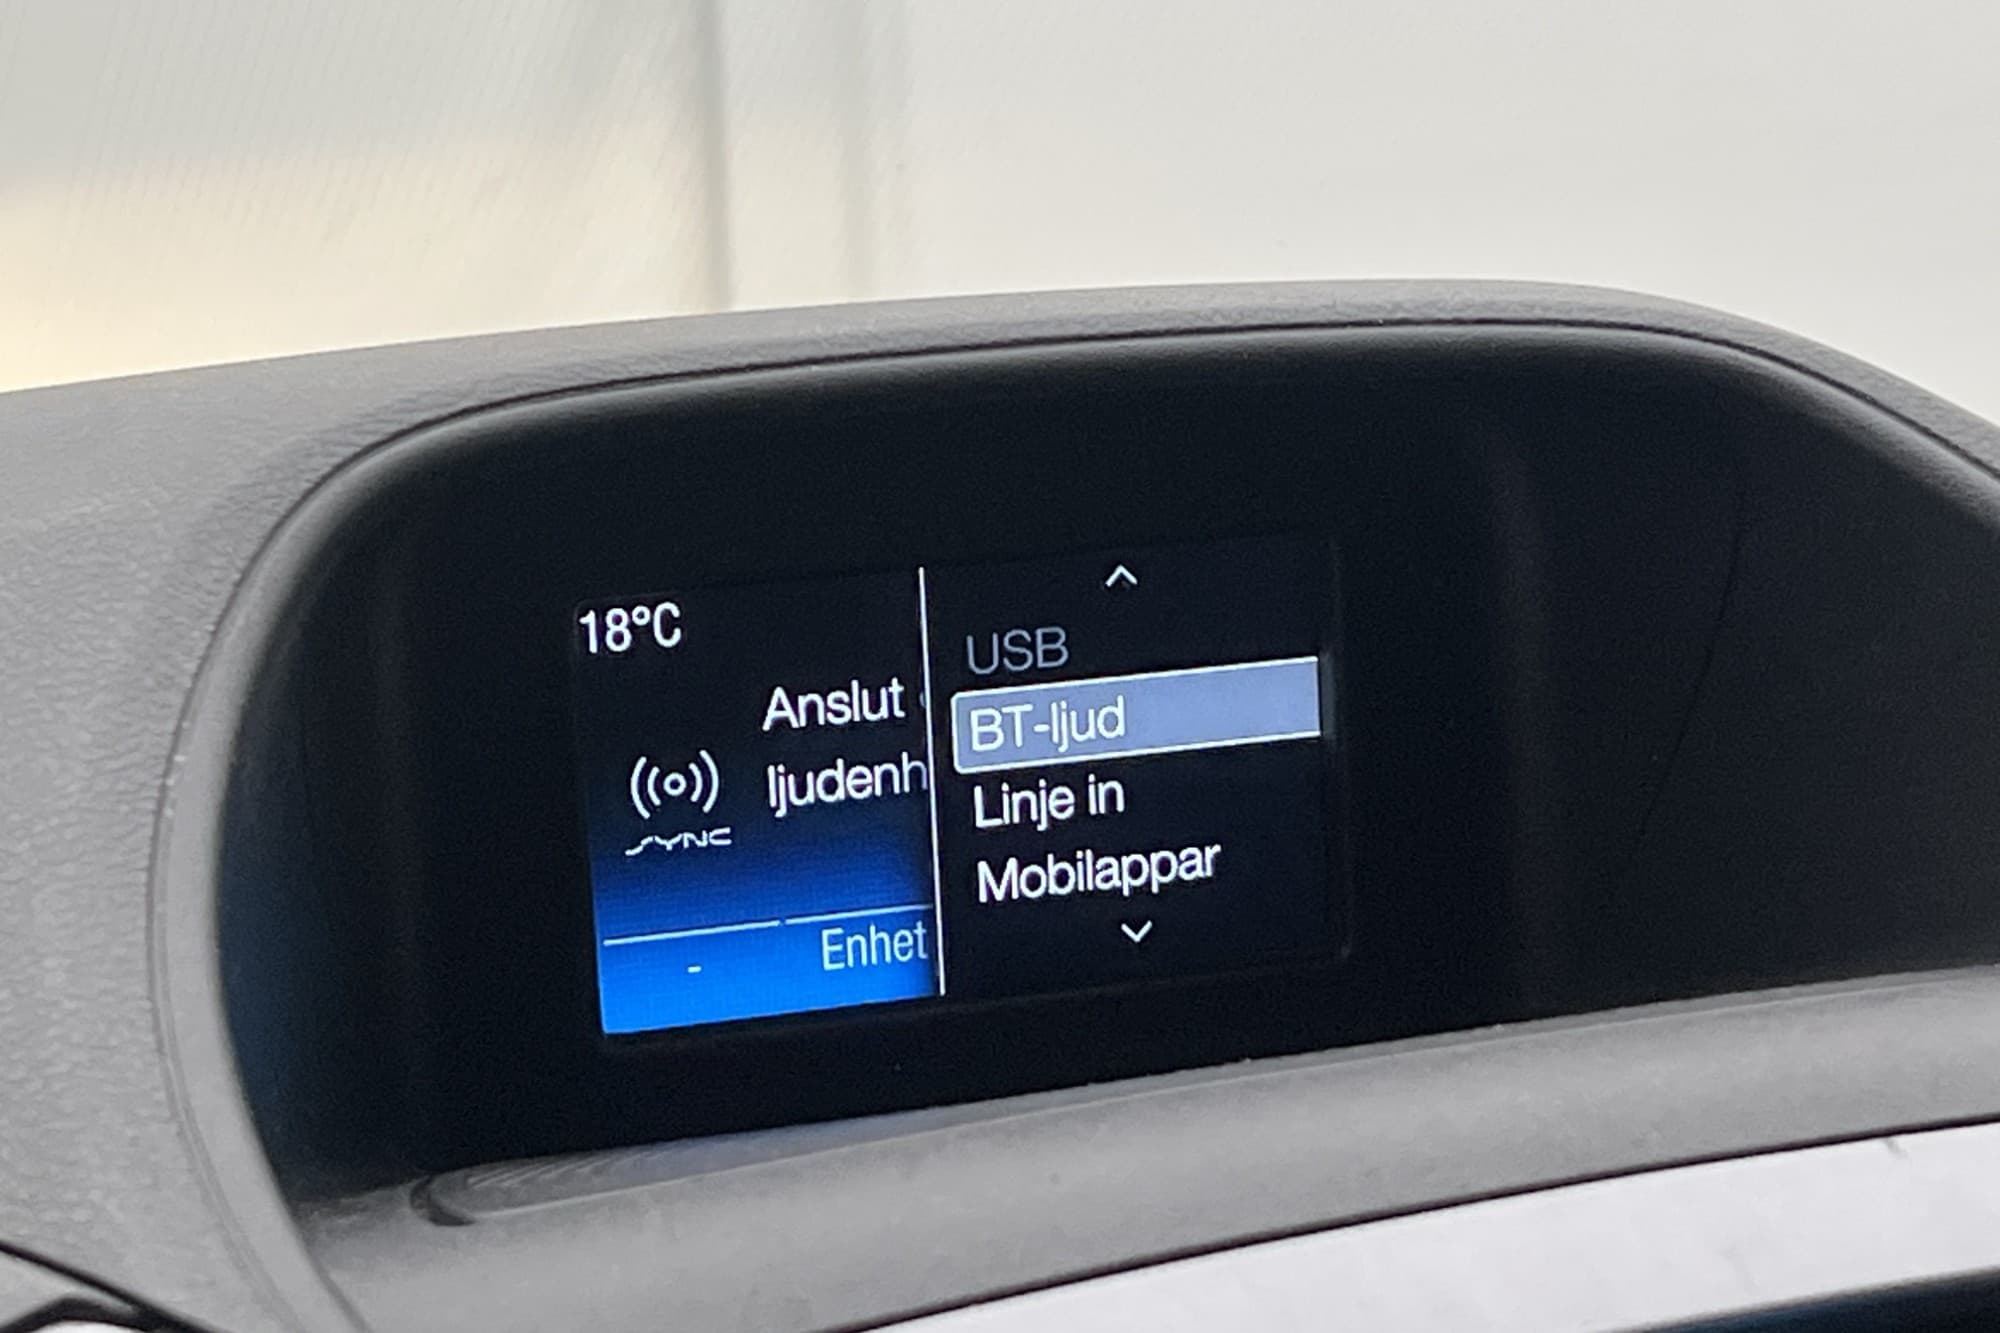 18°C
Anslut
ljudenh
SYNC
-
Enhet
USB
BT-ljud
Linje in
Mobilappar